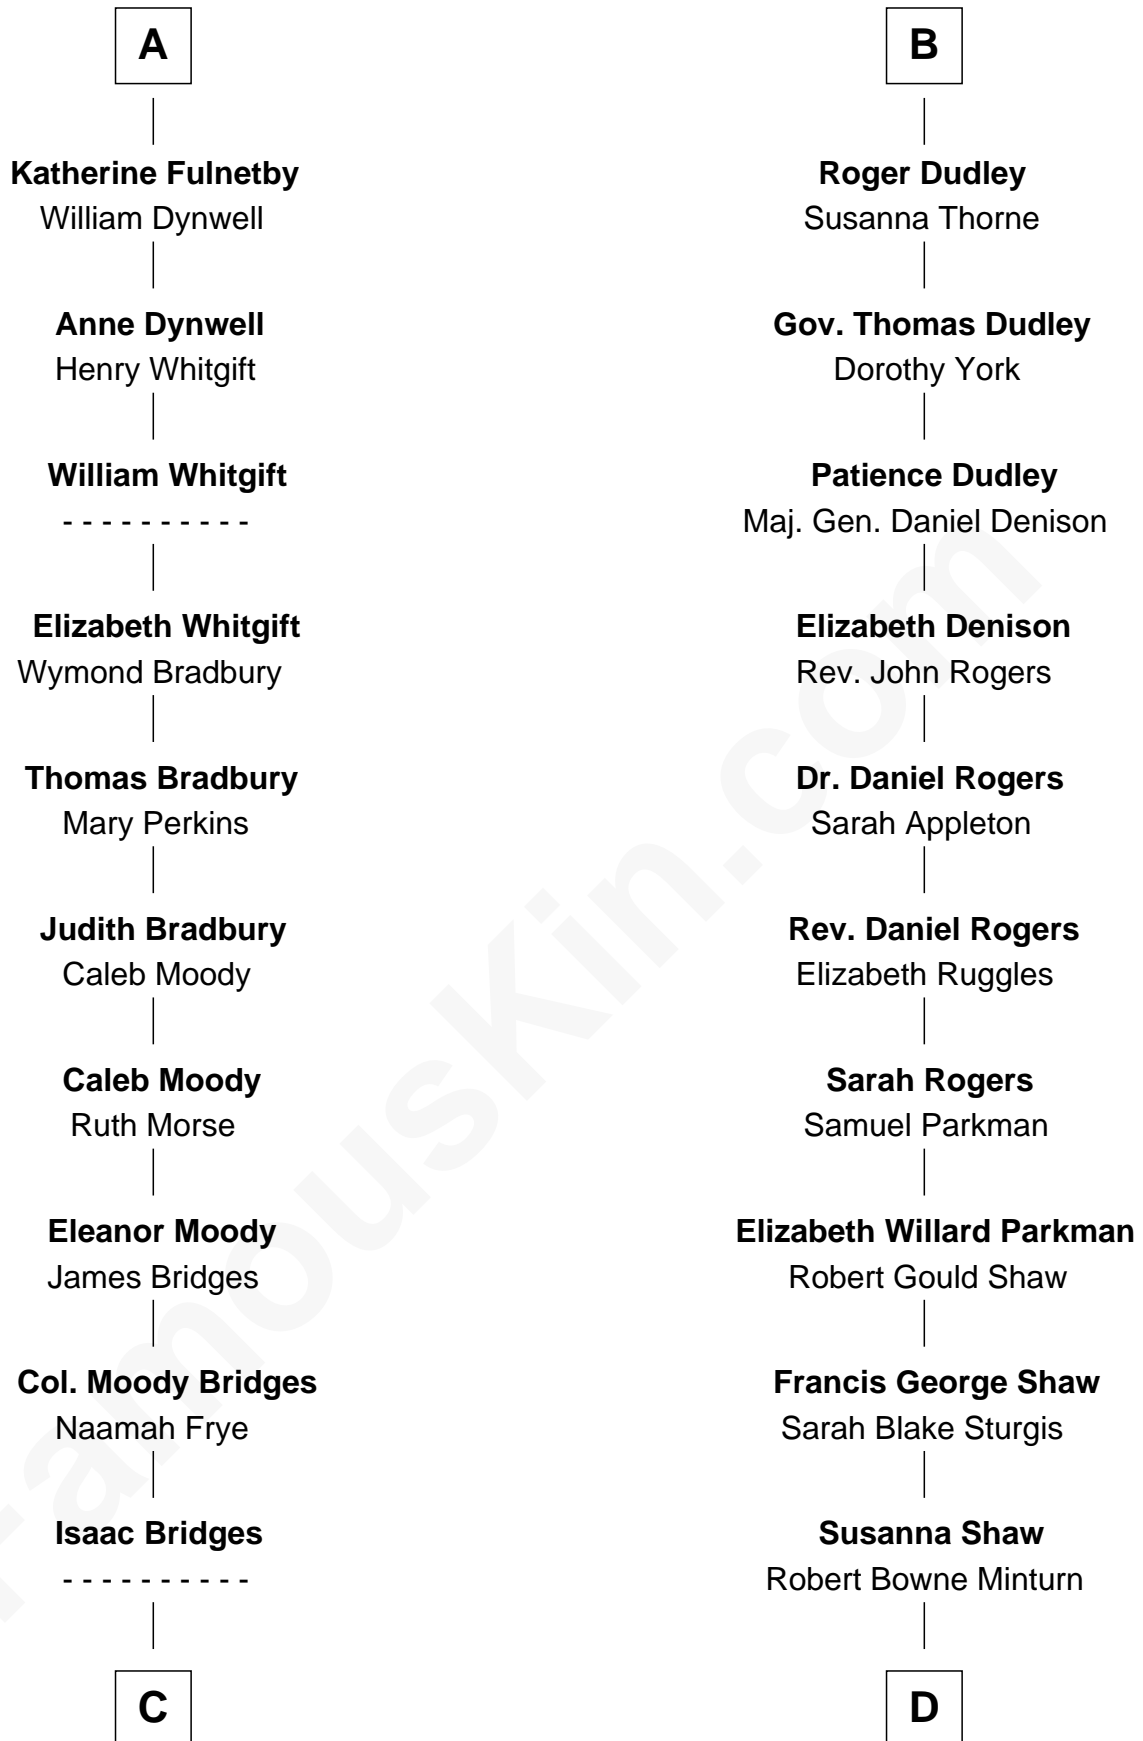 A
Katherine Fulnetby
William Dynwell
Anne Dynwell
Henry Whitgift
William Whitgift
- - - - - - - - - -
Elizabeth Whitgift
Wymond Bradbury
Thomas Bradbury
Mary Perkins
Judith Bradbury
Caleb Moody
Caleb Moody
Ruth Morse
Eleanor Moody
James Bridges
Col. Moody Bridges
Naamah Frye
Isaac Bridges
- - - - - - - - - -
C
B
Roger Dudley
Susanna Thorne
Gov. Thomas Dudley
Dorothy York
Patience Dudley
Maj. Gen. Daniel Denison
Elizabeth Denison
Rev. John Rogers
Dr. Daniel Rogers
Sarah Appleton
Rev. Daniel Rogers
Elizabeth Ruggles
Sarah Rogers
Samuel Parkman
Elizabeth Willard Parkman
Robert Gould Shaw
Francis George Shaw
Sarah Blake Sturgis
Susanna Shaw
Robert Bowne Minturn
D
FamousKin.com